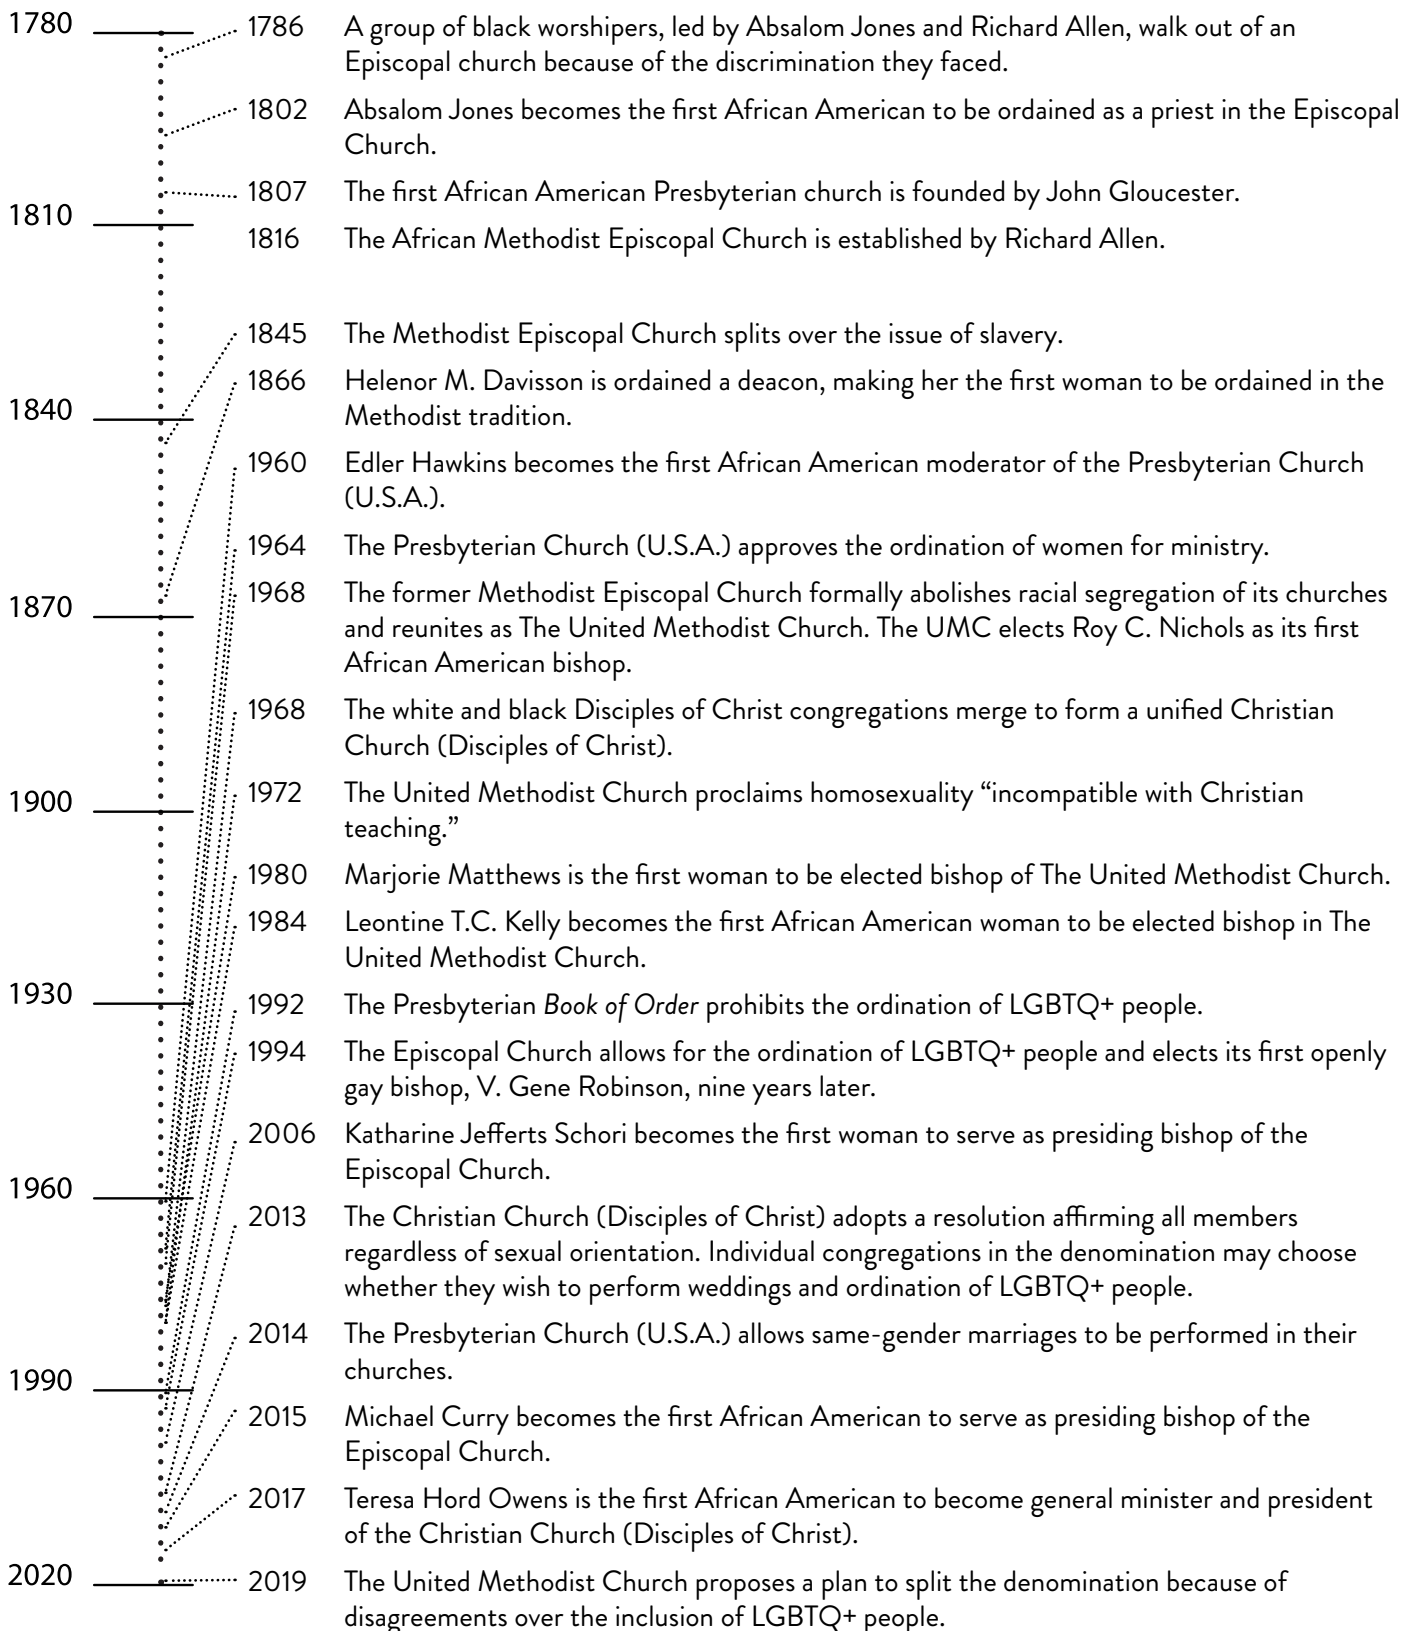 1780
1786 A group of black worshipers, led by Absalom Jones and Richard Allen, walk out of an
Episcopal church because of the discrimination they faced.
1802 Absalom Jones becomes the first African American to be ordained as a priest in the Episcopal
Church.
1807 The first African American Presbyterian church is founded by John Gloucester.
1810
1816 The African Methodist Episcopal Church is established by Richard Allen.
1845 The Methodist Episcopal Church splits over the issue of slavery.
1866 Helenor M. Davisson is ordained a deacon, making her the first woman to be ordained in the
1840
Methodist tradition.
1960 Edler Hawkins becomes the first African American moderator of the Presbyterian Church
(U.S.A.).
1964 The Presbyterian Church (U.S.A.) approves the ordination of women for ministry.
1968 The former Methodist Episcopal Church formally abolishes racial segregation of its churches
1870
and reunites as The United Methodist Church. The UMC elects Roy C. Nichols as its first
African American bishop.
1968 The white and black Disciples of Christ congregations merge to form a unified Christian
Church (Disciples of Christ).
1972 The United Methodist Church proclaims homosexuality “incompatible with Christian
1900
teaching.”
1980 Marjorie Matthews is the first woman to be elected bishop of The United Methodist Church.
1984 Leontine T.C. Kelly becomes the first African American woman to be elected bishop in The
United Methodist Church.
1930
1992 The Presbyterian Book of Order prohibits the ordination of LGBTQ+ people.
1994 The Episcopal Church allows for the ordination of LGBTQ+ people and elects its first openly
gay bishop, V. Gene Robinson, nine years later.
2006 Katharine Jefferts Schori becomes the first woman to serve as presiding bishop of the
Episcopal Church.
1960
2013 The Christian Church (Disciples of Christ) adopts a resolution affirming all members
regardless of sexual orientation. Individual congregations in the denomination may choose
whether they wish to perform weddings and ordination of LGBTQ+ people.
2014 The Presbyterian Church (U.S.A.) allows same-gender marriages to be performed in their
churches.
1990
2015 Michael Curry becomes the first African American to serve as presiding bishop of the
Episcopal Church.
2017 Teresa Hord Owens is the first African American to become general minister and president
of the Christian Church (Disciples of Christ).
2020
2019 The United Methodist Church proposes a plan to split the denomination because of
disagreements over the inclusion of LGBTQ+ people.